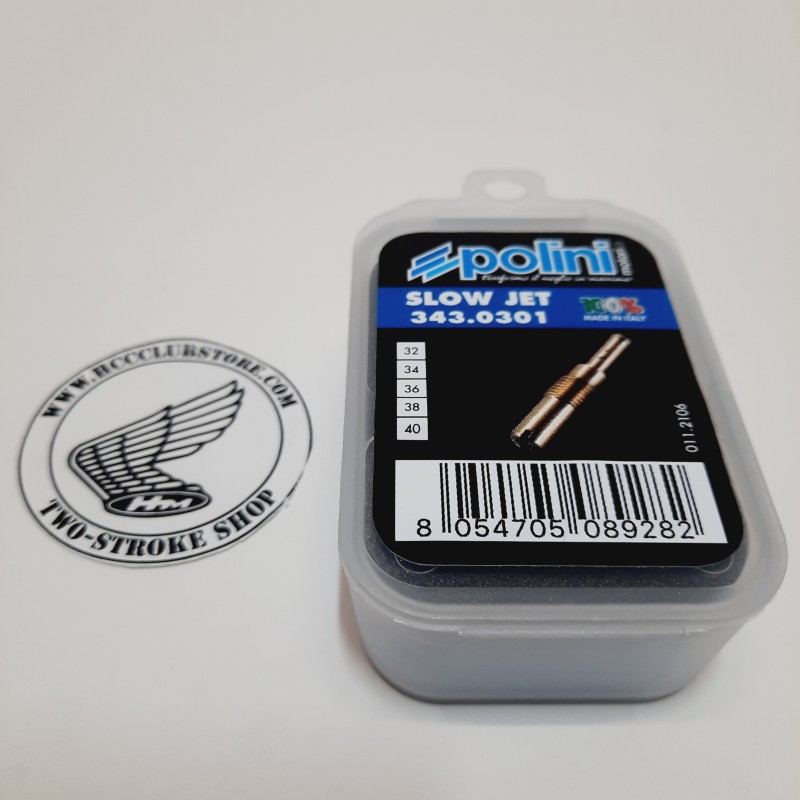 WWW.HCCCLUBSTORE.COM
HM
TWO-STROKE SHOP
polini
motori
SLOW JET
343.0301
100%
MADE IN ITALY
32
34
36
38
40
011.2106
8 054705 089282